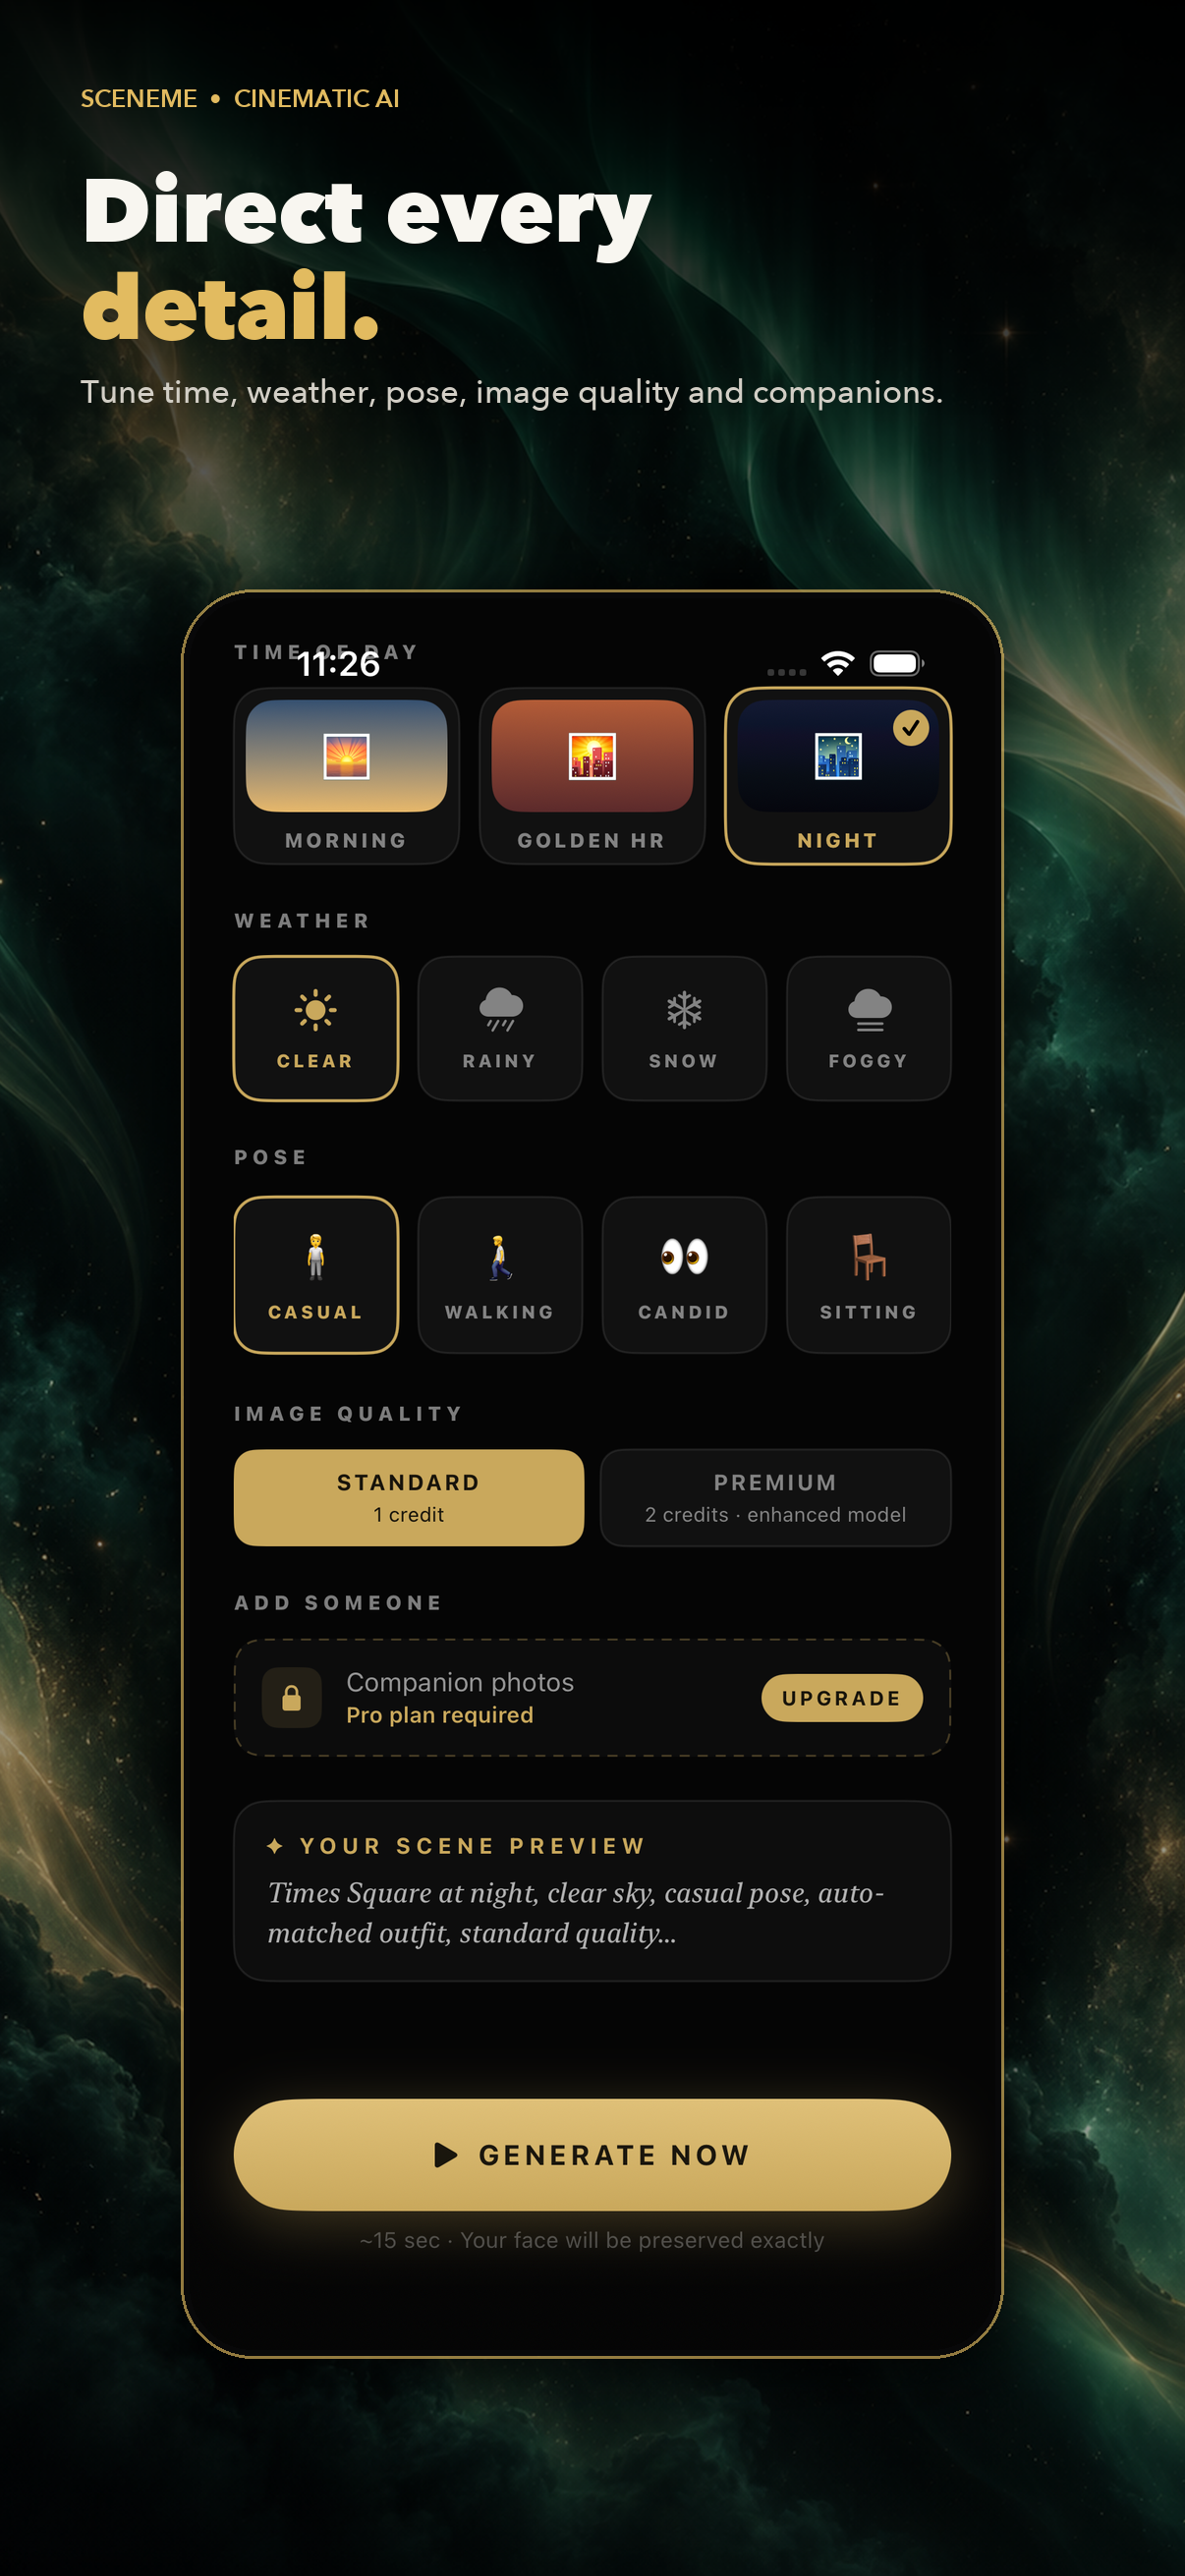 SCENEME • CINEMATIC AI
Direct every
detail.
Tune time, weather, pose, image quality and companions.
TIME OF DAY
11:26
MORNING
GOLDEN HR
NIGHT
WEATHER
CLEAR
RAINY
SNOW
FOGGY
POSE
CASUAL
WALKING
CANDID
SITTING
IMAGE QUALITY
STANDARD
1 credit
PREMIUM
2 credits · enhanced model
ADD SOMEONE
Companion photos
Pro plan required
UPGRADE
✦ YOUR SCENE PREVIEW
Times Square at night, clear sky, casual pose, auto-
matched outfit, standard quality...
GENERATE NOW
~15 sec · Your face will be preserved exactly